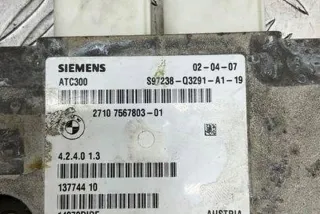 SIEMENS 02-04-07
ATC300 S97238-Q3291-A1-19
2710 7567803-01
4.2.4.0 1.3
137744 10
AUSTRIA